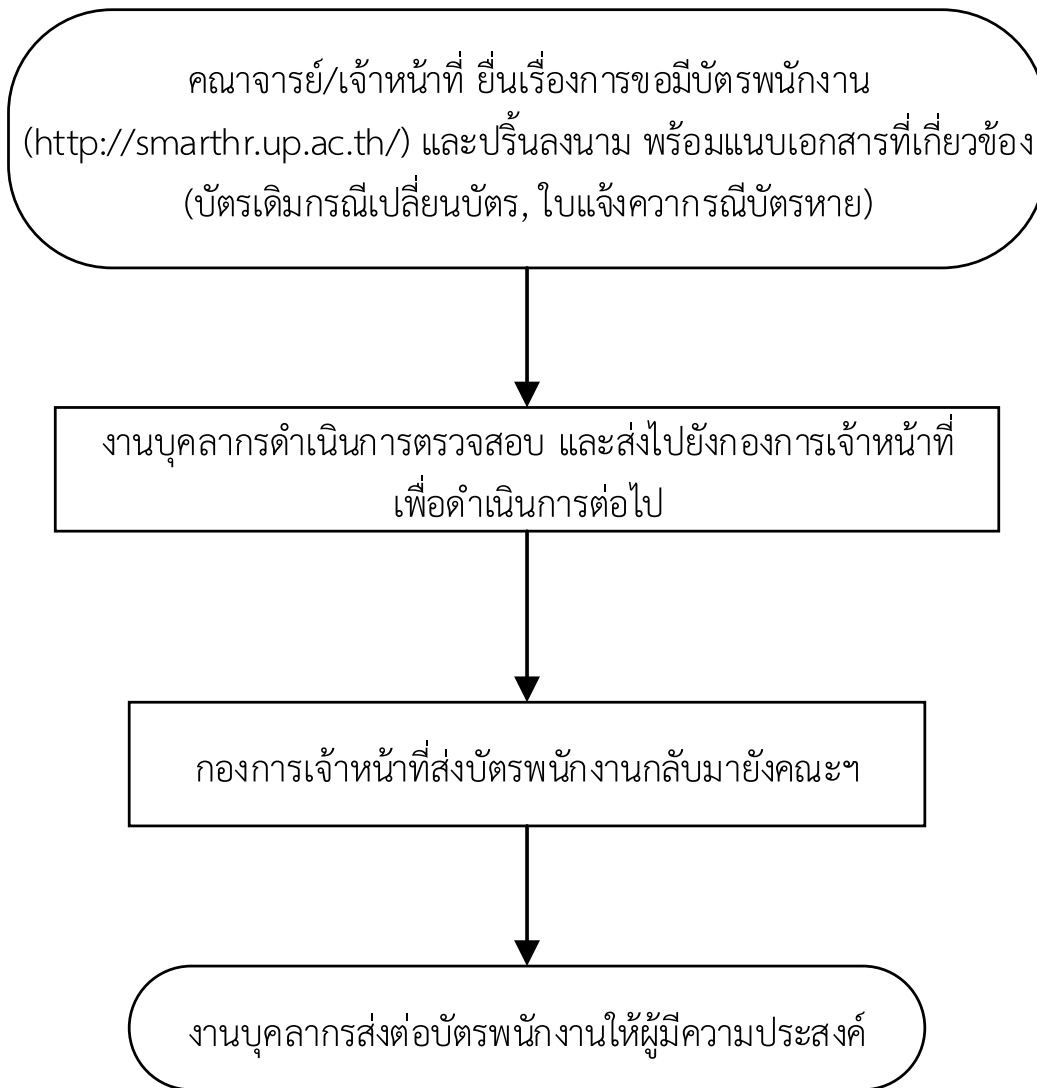 คณาจารย์/เจ้าหน้าที่ ยื่นเรื่องการขอมีบัตรพนักงาน
(http://smarthr.up.ac.th/) และปริ้นลงนาม พร้อมแนบเอกสารที่เกี่ยวข้อง
(บัตรเดิมกรณีเปลี่ยนบัตร, ใบแจ้งควากรณีบัตรหาย)
งานบุคลากรดำเนินการตรวจสอบ และส่งไปยังกองการเจ้าหน้าที่
เพื่อดำเนินการต่อไป
กองการเจ้าหน้าที่ส่งบัตรพนักงานกลับมายังคณะฯ
งานบุคลากรส่งต่อบัตรพนักงานให้ผู้มีความประสงค์